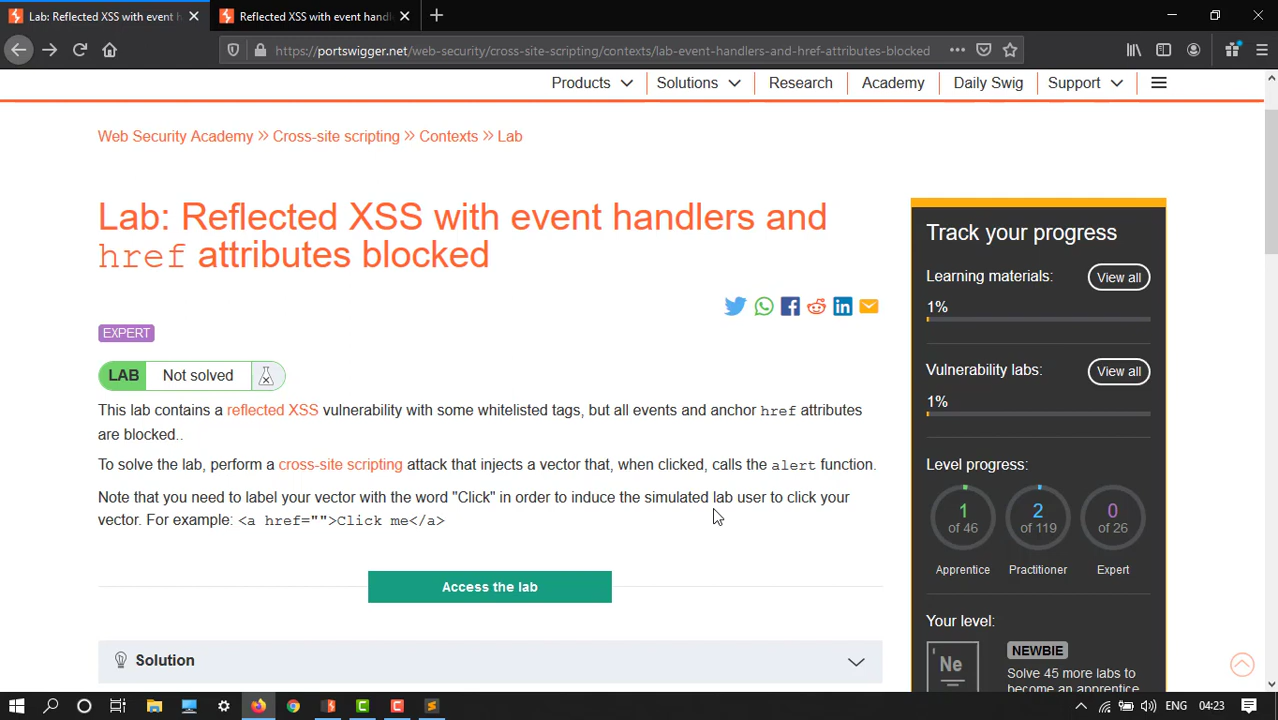 Lab: Reflected XSS with event h
Reflected XSS with event handl
https://portswigger.net/web-security/cross-site-scripting/contexts/lab-event-handlers-and-href-attributes-blocked
Products
Solutions
Research
Academy
Daily Swig
Support
Web Security Academy » Cross-site scripting » Contexts » Lab
Lab: Reflected XSS with event handlers and
href attributes blocked
EXPERT
LAB Not solved
This lab contains a reflected XSS vulnerability with some whitelisted tags, but all events and anchor href attributes
are blocked..
To solve the lab, perform a cross-site scripting attack that injects a vector that, when clicked, calls the alert function.
Note that you need to label your vector with the word "Click" in order to induce the simulated lab user to click your
vector. For example: <a href="">Click me</a>
Access the lab
Solution
Track your progress
Learning materials:
View all
1%
Vulnerability labs:
View all
1%
Level progress:
1
of 46
2
of 119
0
of 26
Apprentice
Practitioner
Expert
Your level:
Ne
NEWBIE
Solve 45 more labs to
become an apprentice
ENG
04:23